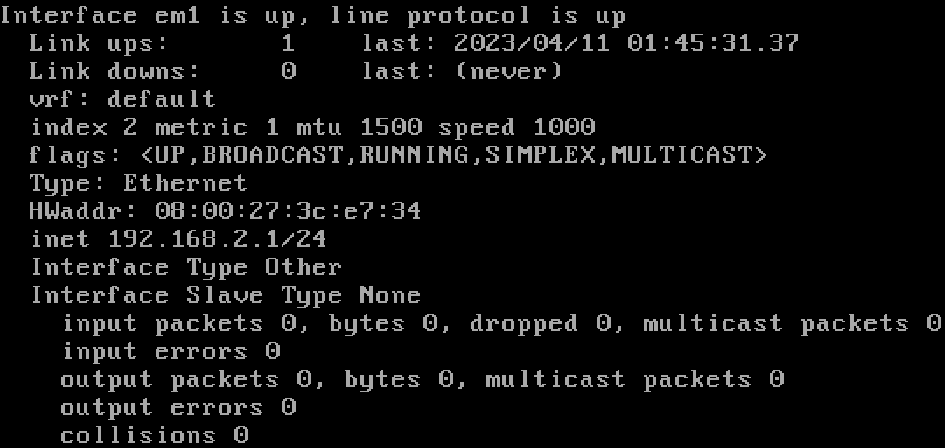 Interface em1 is up, line protocol is up
  Link ups:       1    last: 2023/04/11 01:45:31.37
  Link downs:     0    last: (never)
  vrf: default
  index 2 metric 1 mtu 1500 speed 1000
  flags: <UP,BROADCAST,RUNNING,SIMPLEX,MULTICAST>
  Type: Ethernet
  HWaddr: 08:00:27:3c:e7:34
  inet 192.168.2.1/24
  Interface Type Other
  Interface Slave Type None
    input packets 0, bytes 0, dropped 0, multicast packets 0
    input errors 0
    output packets 0, bytes 0, multicast packets 0
    output errors 0
    collisions 0